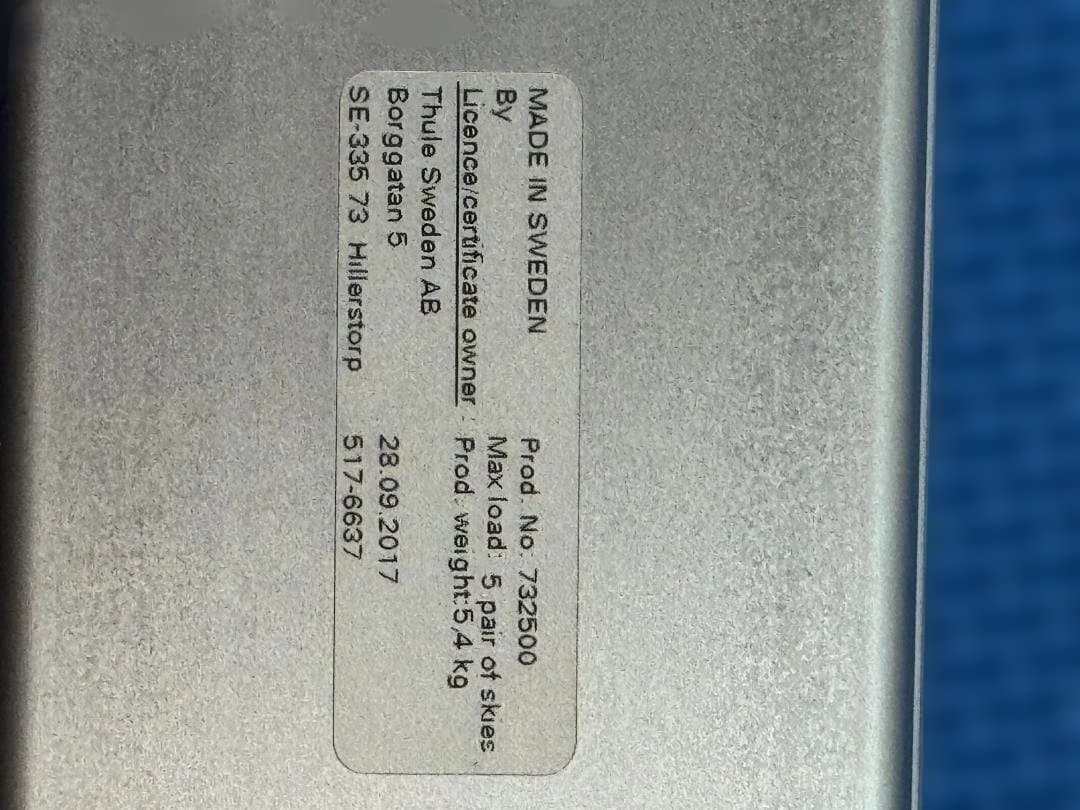 MADE IN SWEDEN
By
Licence/certificate owner :
Thule Sweden AB
Borggatan 5
SE-335 73 Hillerstorp
Prod. No: 732500
Max load: 5 pair of skies
Prod. weight:5,4 kg
28.09.2017
517-6637